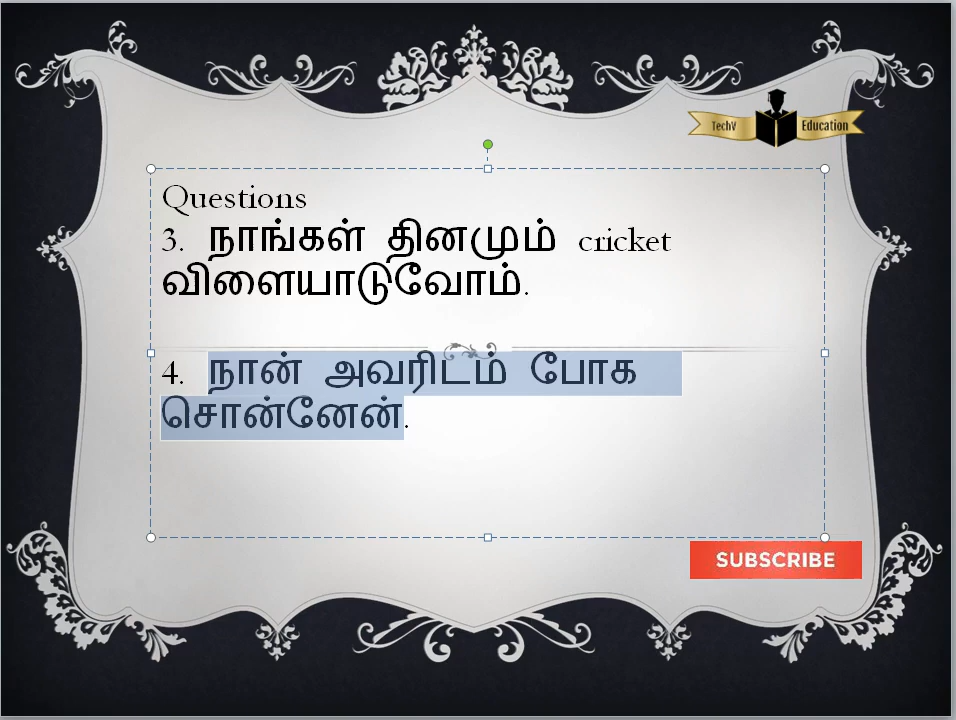 TechV Education
Questions
3. நாங்கள் தினமும் cricket
விளையாடுவோம்.
4. நான் அவரிடம் போக
சொன்னேன்.
SUBSCRIBE